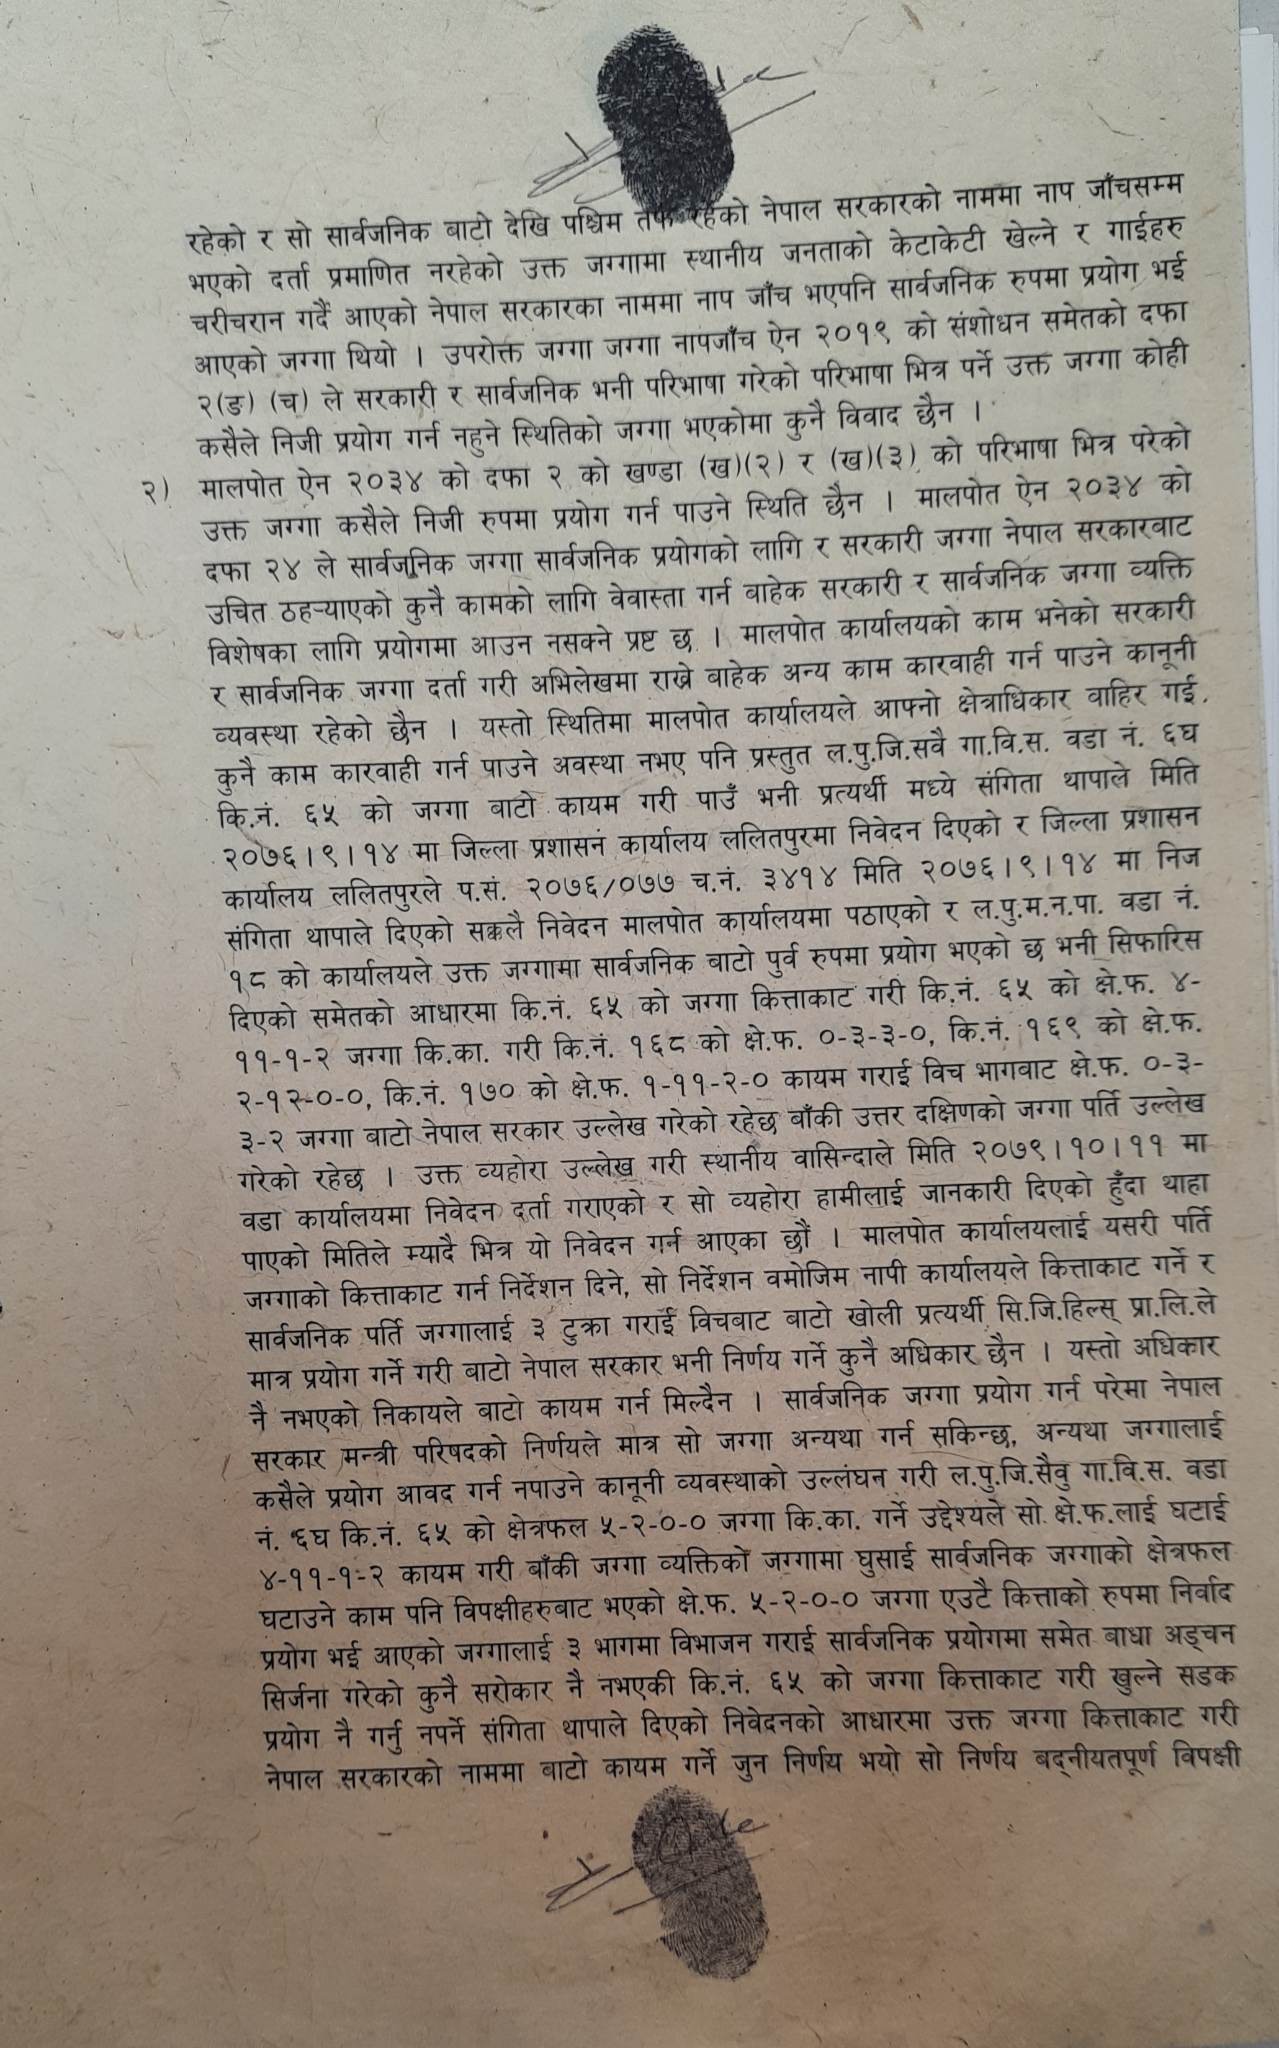 रहेको र सो सार्वजनिक बाटो देखि पश्चिम तर्फ रहेको नेपाल सरकारको नाममा नाप जाँचसम्म
भएको दर्ता प्रमाणित नरहेको उक्त जग्गामा स्थानीय जनताको केटाकेटी खेल्ने र गाईहरु
चरीचरान गर्दै आएको नेपाल सरकारका नाममा नाप जाँच भएपनि सार्वजनिक रुपमा प्रयोग भई
आएको जग्गा थियो । उपरोक्त जग्गा जग्गा नापजाँच ऐन २०१९ को संशोधन समेतको दफा
२(ङ) (च) ले सरकारी र सार्वजनिक भनी परिभाषा गरेको परिभाषा भित्र पर्ने उक्त जग्गा कोही
कसैले निजी प्रयोग गर्न नहुने स्थितिको जग्गा भएकोमा कुनै विवाद छैन ।
२) मालपोत ऐन २०३४ को दफा २ को खण्डा (ख)(२) र (ख)(३) को परिभाषा भित्र परेको
उक्त जग्गा कसैले निजी रुपमा प्रयोग गर्न पाउने स्थिति छैन । मालपोत ऐन २०३४ को
दफा २४ ले सार्वजनिक जग्गा सार्वजनिक प्रयोगको लागि र सरकारी जग्गा नेपाल सरकारबाट
उचित ठहर्‍याएको कुनै कामको लागि वेवास्ता गर्न बाहेक सरकारी र सार्वजनिक जग्गा व्यक्ति
विशेषका लागि प्रयोगमा आउन नसक्ने प्रष्ट छ । मालपोत कार्यालयको काम भनेको सरकारी
र सार्वजनिक जग्गा दर्ता गरी अभिलेखमा राख्ने बाहेक अन्य काम कारवाही गर्न पाउने कानूनी
व्यवस्था रहेको छैन । यस्तो स्थितिमा मालपोत कार्यालयले आफ्नो क्षेत्राधिकार वाहिर गई
कुनै काम कारवाही गर्न पाउने अवस्था नभए पनि प्रस्तुत ल.पु.जि.सवै गा.वि.स. वडा नं. ६घ
कि.नं. ६५ को जग्गा बाटो कायम गरी पाउँ भनी प्रत्यर्थी मध्ये संगिता थापाले मिति
२०७६।९।१४ मा जिल्ला प्रशासन कार्यालय ललितपुरमा निवेदन दिएको र जिल्ला प्रशासन
कार्यालय ललितपुरले प.सं. २०७६/०७७ च.नं. ३४१४ मिति २०७६।९।१४ मा निज
संगिता थापाले दिएको सक्कलै निवेदन मालपोत कार्यालयमा पठाएको र ल.पु.म.न.पा. वडा नं.
१८ को कार्यालयले उक्त जग्गामा सार्वजनिक बाटो पुर्व रुपमा प्रयोग भएको छ भनी सिफारिस
दिएको समेतको आधारमा कि.नं. ६५ को जग्गा कित्ताकाट गरी कि.नं. ६५ को क्षे.फ. ४-
११-१-२ जग्गा कि.का. गरी कि.नं. १६८ को क्षे.फ. ०-३-३-०, कि.नं. १६९ को क्षे.फ.
२-१२-०-०, कि.नं. १७० को क्षे.फ. १-११-२-० कायम गराई विच भागबाट क्षे.फ. ०-३-
३-२ जग्गा बाटो नेपाल सरकार उल्लेख गरेको रहेछ बाँकी उत्तर दक्षिणको जग्गा पर्ति उल्लेख
गरेको रहेछ । उक्त व्यहोरा उल्लेख गरी स्थानीय वासिन्दाले मिति २०७९।१०।११ मा
वडा कार्यालयमा निवेदन दर्ता गराएको र सो व्यहोरा हामीलाई जानकारी दिएको हुँदा थाहा
पाएको मितिले म्यादै भित्र यो निवेदन गर्न आएका छौं । मालपोत कार्यालयलाई यसरी पर्ति
जग्गाको कित्ताकाट गर्न निर्देशन दिने, सो निर्देशन वमोजिम नापी कार्यालयले कित्ताकाट गर्ने र
सार्वजनिक पर्ति जग्गालाई ३ टुक्रा गराई विचबाट बाटो खोली प्रत्यर्थी सि.जि.हिल्स् प्रा.लि.ले
मात्र प्रयोग गर्ने गरी बाटो नेपाल सरकार भनी निर्णय गर्ने कुनै अधिकार छैन । यस्तो अधिकार
नै नभएको निकायले बाटो कायम गर्न मिल्दैन । सार्वजनिक जग्गा प्रयोग गर्न परेमा नेपाल
सरकार मन्त्री परिषदको निर्णयले मात्र सो जग्गा अन्यथा गर्न सकिन्छ, अन्यथा जग्गालाई
कसैले प्रयोग आवद गर्न नपाउने कानूनी व्यवस्थाको उल्लंघन गरी ल.पु.जि.सैवु गा.वि.स. वडा
नं. ६घ कि.नं. ६५ को क्षेत्रफल ५-२-०-० जग्गा कि.का. गर्ने उद्देश्यले सो क्षे.फ.लाई घटाई
४-११-१-२ कायम गरी बाँकी जग्गा व्यक्तिको जग्गामा घुसाई सार्वजनिक जग्गाको क्षेत्रफल
घटाउने काम पनि विपक्षीहरुबाट भएको क्षे.फ. ५-२-०-० जग्गा एउटै कित्ताको रुपमा निर्वाद
प्रयोग भई आएको जग्गालाई ३ भागमा विभाजन गराई सार्वजनिक प्रयोगमा समेत बाधा अड्चन
सिर्जना गरेको कुनै सरोकार नै नभएकी कि.नं. ६५ को जग्गा कित्ताकाट गरी खुल्ने सडक
प्रयोग नै गर्नु नपर्ने संगिता थापाले दिएको निवेदनको आधारमा उक्त जग्गा कित्ताकाट गरी
नेपाल सरकारको नाममा बाटो कायम गर्ने जुन निर्णय भयो सो निर्णय बद्नीयतपूर्ण विपक्षी